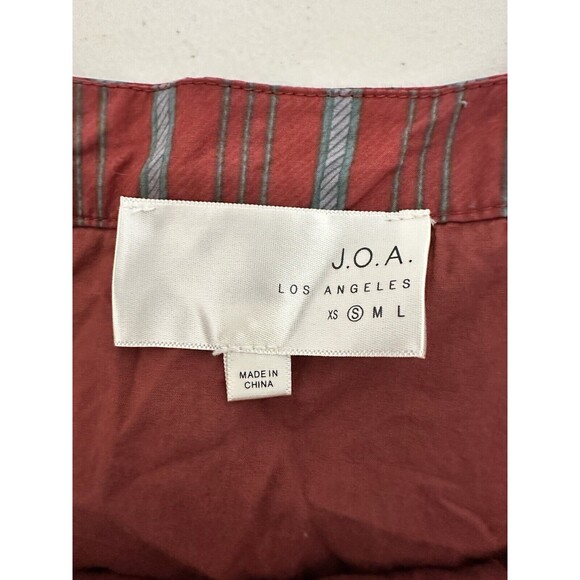 J.O.A.
LOS ANGELES
XS Ⓢ M L
MADE IN
CHINA